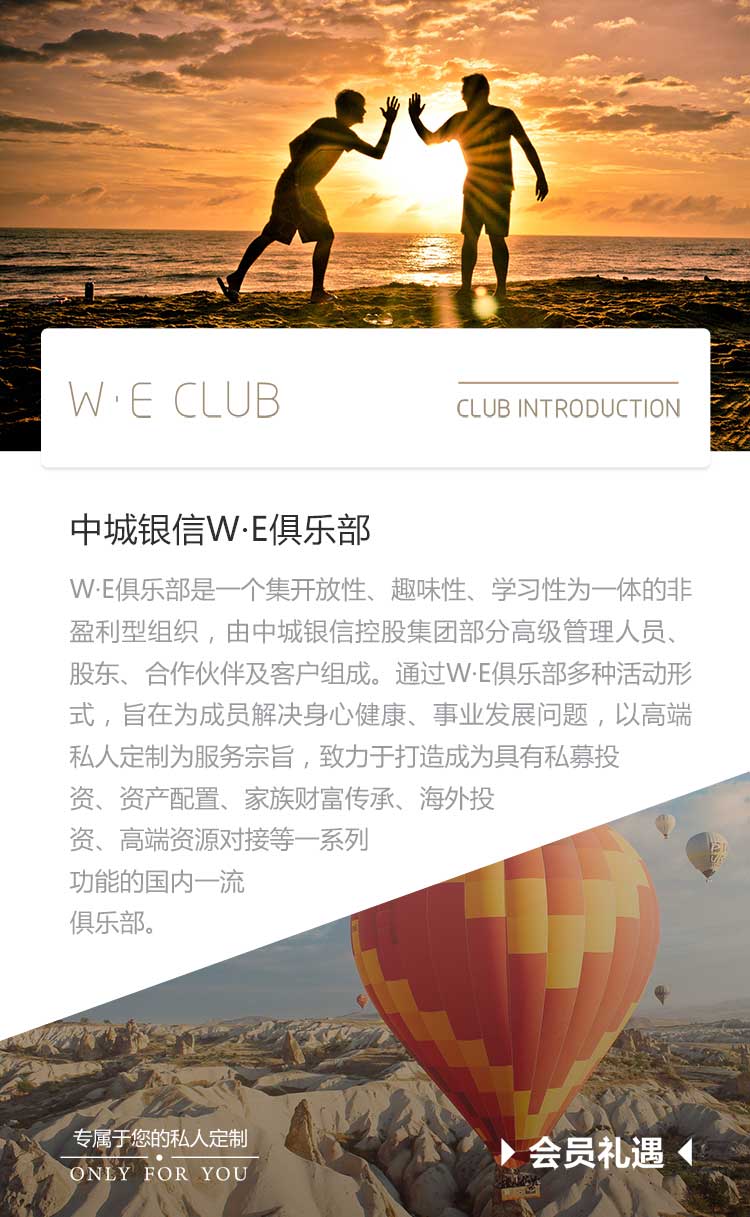 W·E CLUB
CLUB INTRODUCTION
中城银信W·E俱乐部
W·E俱乐部是一个集开放性、趣味性、学习性为一体的非
盈利型组织，由中城银信控股集团部分高级管理人员、
股东、合作伙伴及客户组成。通过W·E俱乐部多种活动形
式，旨在为成员解决身心健康、事业发展问题，以高端
私人定制为服务宗旨，致力于打造成为具有私募投
资、资产配置、家族财富传承、海外投
资、高端资源对接等一系列
功能的国内一流
俱乐部。
专属于您的私人定制
ONLY FOR YOU
会员礼遇